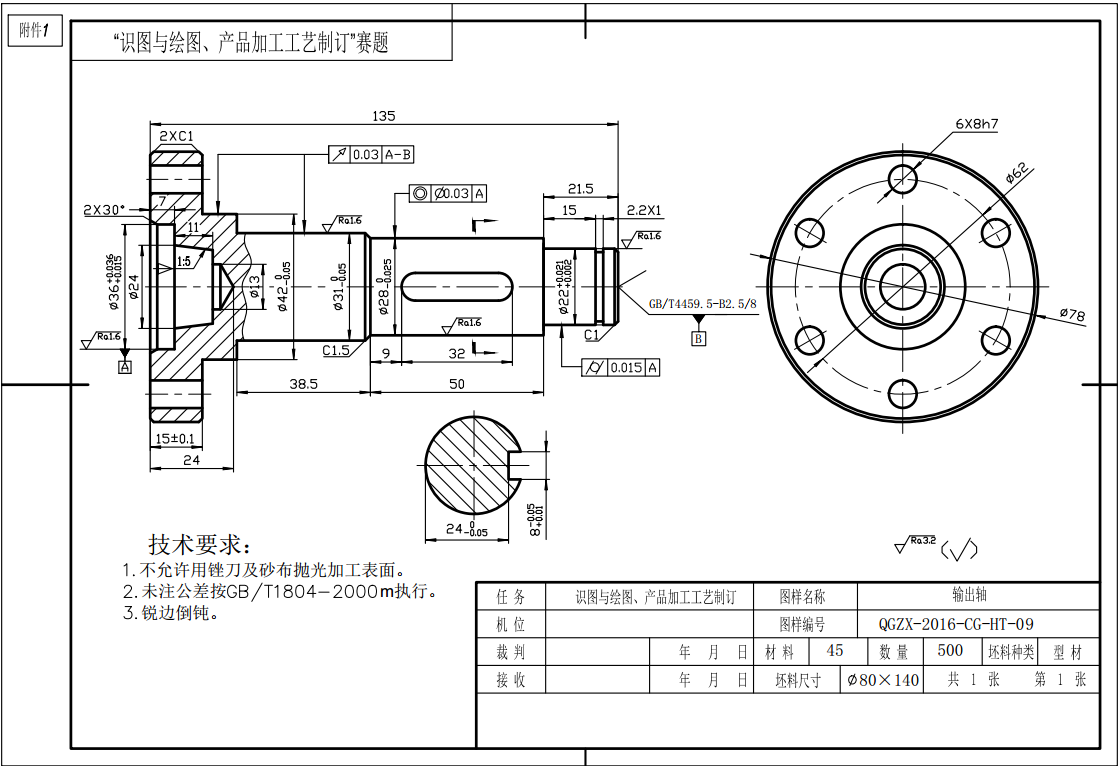 附件1
“识图与绘图、产品加工工艺制订”赛题
135
2XC1
0.03 A-B
6X8h7
Ø62
Ø0.03 A
21.5
7
2X30°
15
2.2X1
Ra1.6
Ra1.6
11
1:5
Ø36+0.036+0.015
Ø24
Ø13
Ø42 0-0.05
Ø31 0-0.05
Ø28 0-0.025
Ø22+0.021+0.002
GB/T4459.5-B2.5/8
Ø78
Ra1.6
Ra1.6
B
C1
C1.5
A
9
32
0.015 A
38.5
50
15±0.1
24
24 0-0.05
8-0.05+0.01
Ra3.2
技术要求：
1.不允许用锉刀及砂布抛光加工表面。
2.未注公差按GB/T1804-2000m执行。
3.锐边倒钝。
任务 识图与绘图、产品加工工艺制订 图样名称 输出轴
机位 图样编号 QGZX-2016-CG-HT-09
裁判 年 月 日 材料 45 数量 500 坯料种类 型材
接收 年 月 日 坯料尺寸 Ø80×140 共 1 张 第 1 张